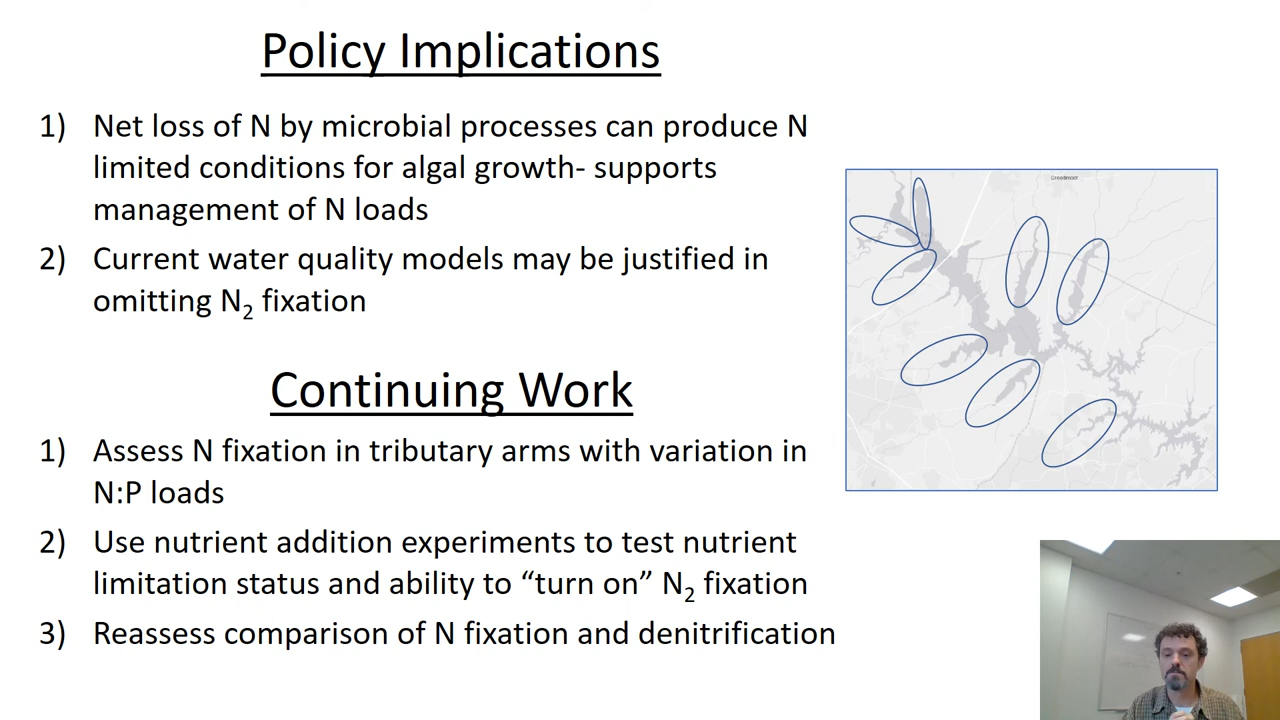 Policy Implications
1) Net loss of N by microbial processes can produce N
limited conditions for algal growth- supports
management of N loads
2) Current water quality models may be justified in
omitting N₂ fixation
Creedmoor
Continuing Work
1) Assess N fixation in tributary arms with variation in
N:P loads
2) Use nutrient addition experiments to test nutrient
limitation status and ability to “turn on” N₂ fixation
3) Reassess comparison of N fixation and denitrification